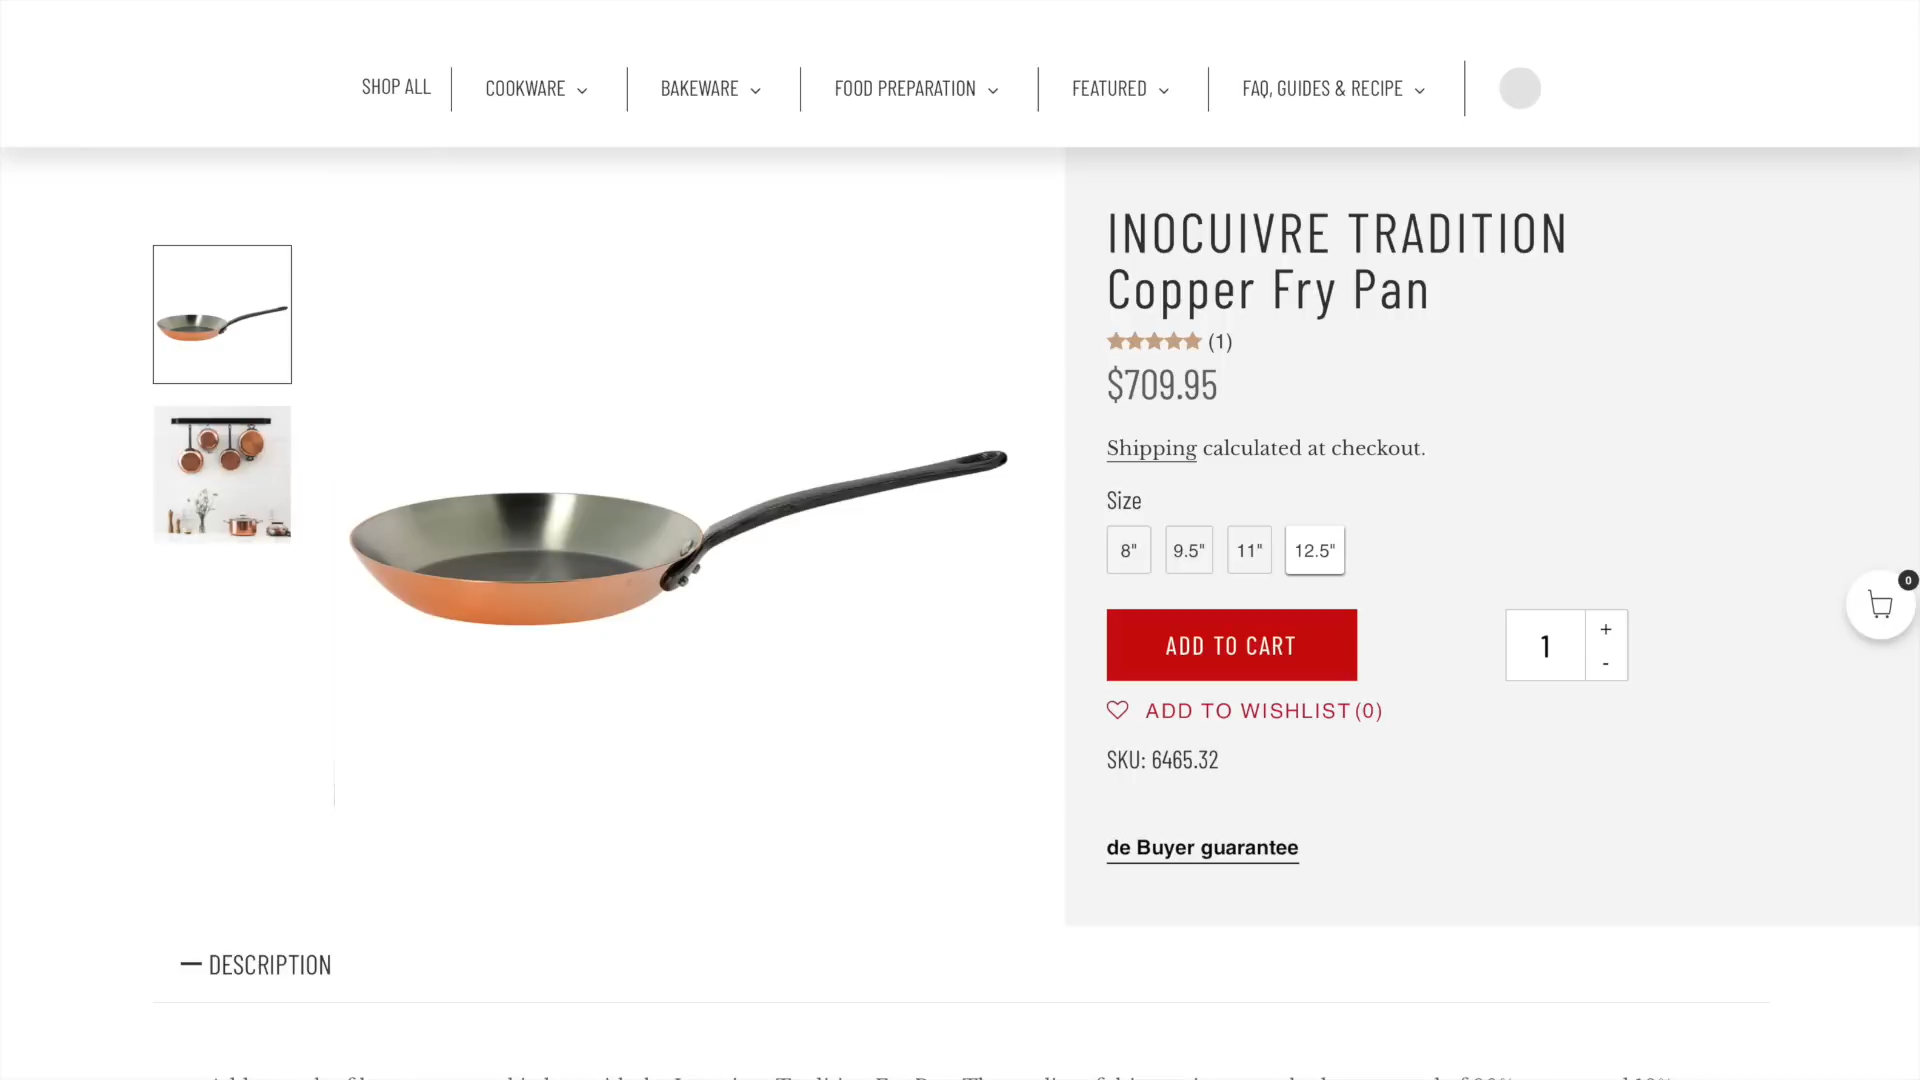 SHOP ALL
COOKWARE
BAKEWARE
FOOD PREPARATION
FEATURED
FAQ, GUIDES & RECIPE
INOCUIVRE TRADITION
Copper Fry Pan
(1)
$709.95
Shipping calculated at checkout.
Size
8" 9.5" 11" 12.5"
0
ADD TO CART
1
+
-
ADD TO WISHLIST (0)
SKU: 6465.32
de Buyer guarantee
DESCRIPTION